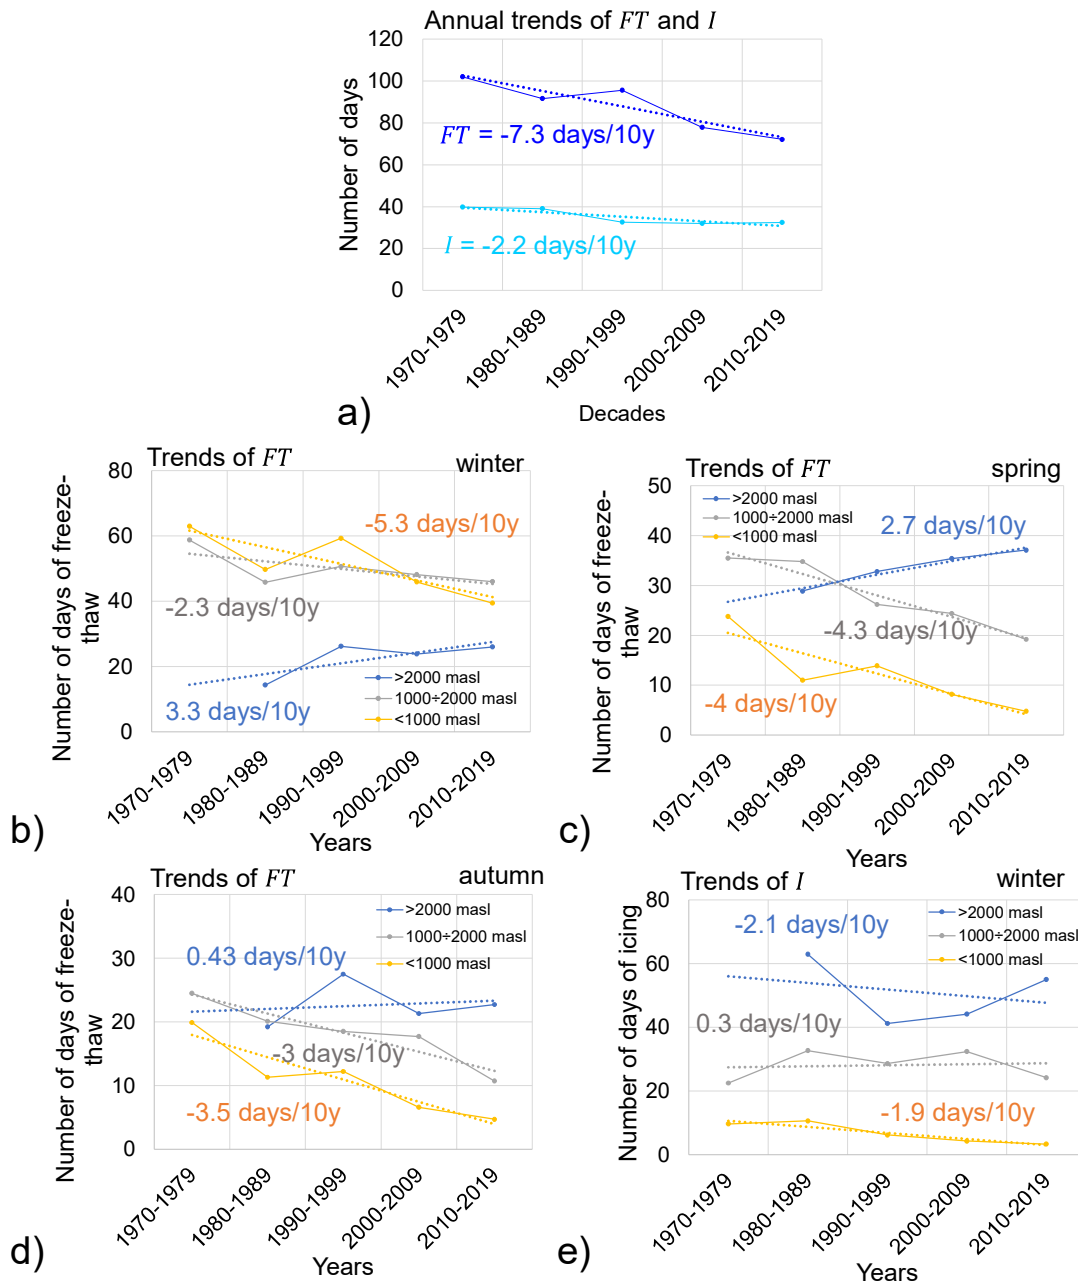 Annual trends of FT and I
120
100
80
60
40
20
0
Number of days
FT = -7.3 days/10y
I = -2.2 days/10y
1970-1979
1980-1989
1990-1999
2000-2009
2010-2019
Decades
a)
Trends of FT
winter
80
60
40
20
0
Number of days of freeze-
thaw
-5.3 days/10y
-2.3 days/10y
3.3 days/10y
>2000 masl
1000÷2000 masl
<1000 masl
1970-1979
1980-1989
1990-1999
2000-2009
2010-2019
Years
b)
Trends of FT
spring
50
40
30
20
10
0
Number of days of freeze-
thaw
>2000 masl
1000÷2000 masl
<1000 masl
2.7 days/10y
-4.3 days/10y
-4 days/10y
1970-1979
1980-1989
1990-1999
2000-2009
2010-2019
Years
c)
Trends of FT
autumn
40
30
20
10
0
Number of days of freeze-
thaw
>2000 masl
1000÷2000 masl
<1000 masl
0.43 days/10y
-3 days/10y
-3.5 days/10y
1970-1979
1980-1989
1990-1999
2000-2009
2010-2019
Years
d)
Trends of I
winter
80
60
40
20
0
Number of days of icing
>2000 masl
1000÷2000 masl
<1000 masl
-2.1 days/10y
0.3 days/10y
-1.9 days/10y
1970-1979
1980-1989
1990-1999
2000-2009
2010-2019
Years
e)